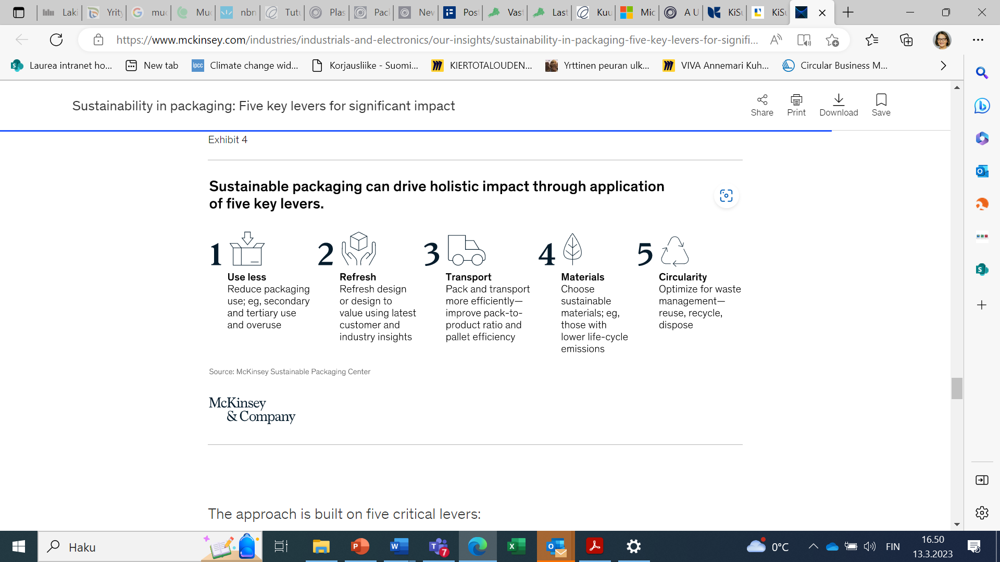 Laki
Yrity
muo
Muo
nbn
Tutu
Plas
Pack
New
Post
Vast
Last
Kuu
Mic
A U
KiSu
KiSu
https://www.mckinsey.com/industries/industrials-and-electronics/our-insights/sustainability-in-packaging-five-key-levers-for-signifi...
Laurea intranet ho...
New tab
ipcc
Climate change wid...
Korjausliike - Suomi...
KIERTOTALOUDEN...
Yrttinen peuran ulk...
VIVA Annemari Kuh...
Circular Business M...
Sustainability in packaging: Five key levers for significant impact
Share
Print
Download
Save
Exhibit 4
Sustainable packaging can drive holistic impact through application
of five key levers.
1
Use less
Reduce packaging
use; eg, secondary
and tertiary use
and overuse
2
Refresh
Refresh design
or design to
value using latest
customer and
industry insights
3
Transport
Pack and transport
more efficiently—
improve pack-to-
product ratio and
pallet efficiency
4
Materials
Choose
sustainable
materials; eg,
those with
lower life-cycle
emissions
5
Circularity
Optimize for waste
management—
reuse, recycle,
dispose
Source: McKinsey Sustainable Packaging Center
McKinsey
& Company
The approach is built on five critical levers:
Haku
7
0°C
FIN
16.50
13.3.2023